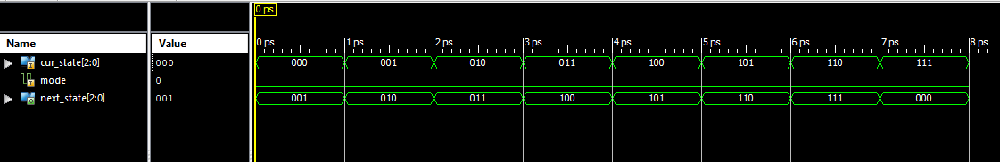 0 ps
Name Value 0 ps 1 ps 2 ps 3 ps 4 ps 5 ps 6 ps 7 ps 8 ps
cur_state[2:0] 000 000 001 010 011 100 101 110 111
mode 0
next_state[2:0] 001 001 010 011 100 101 110 111 000